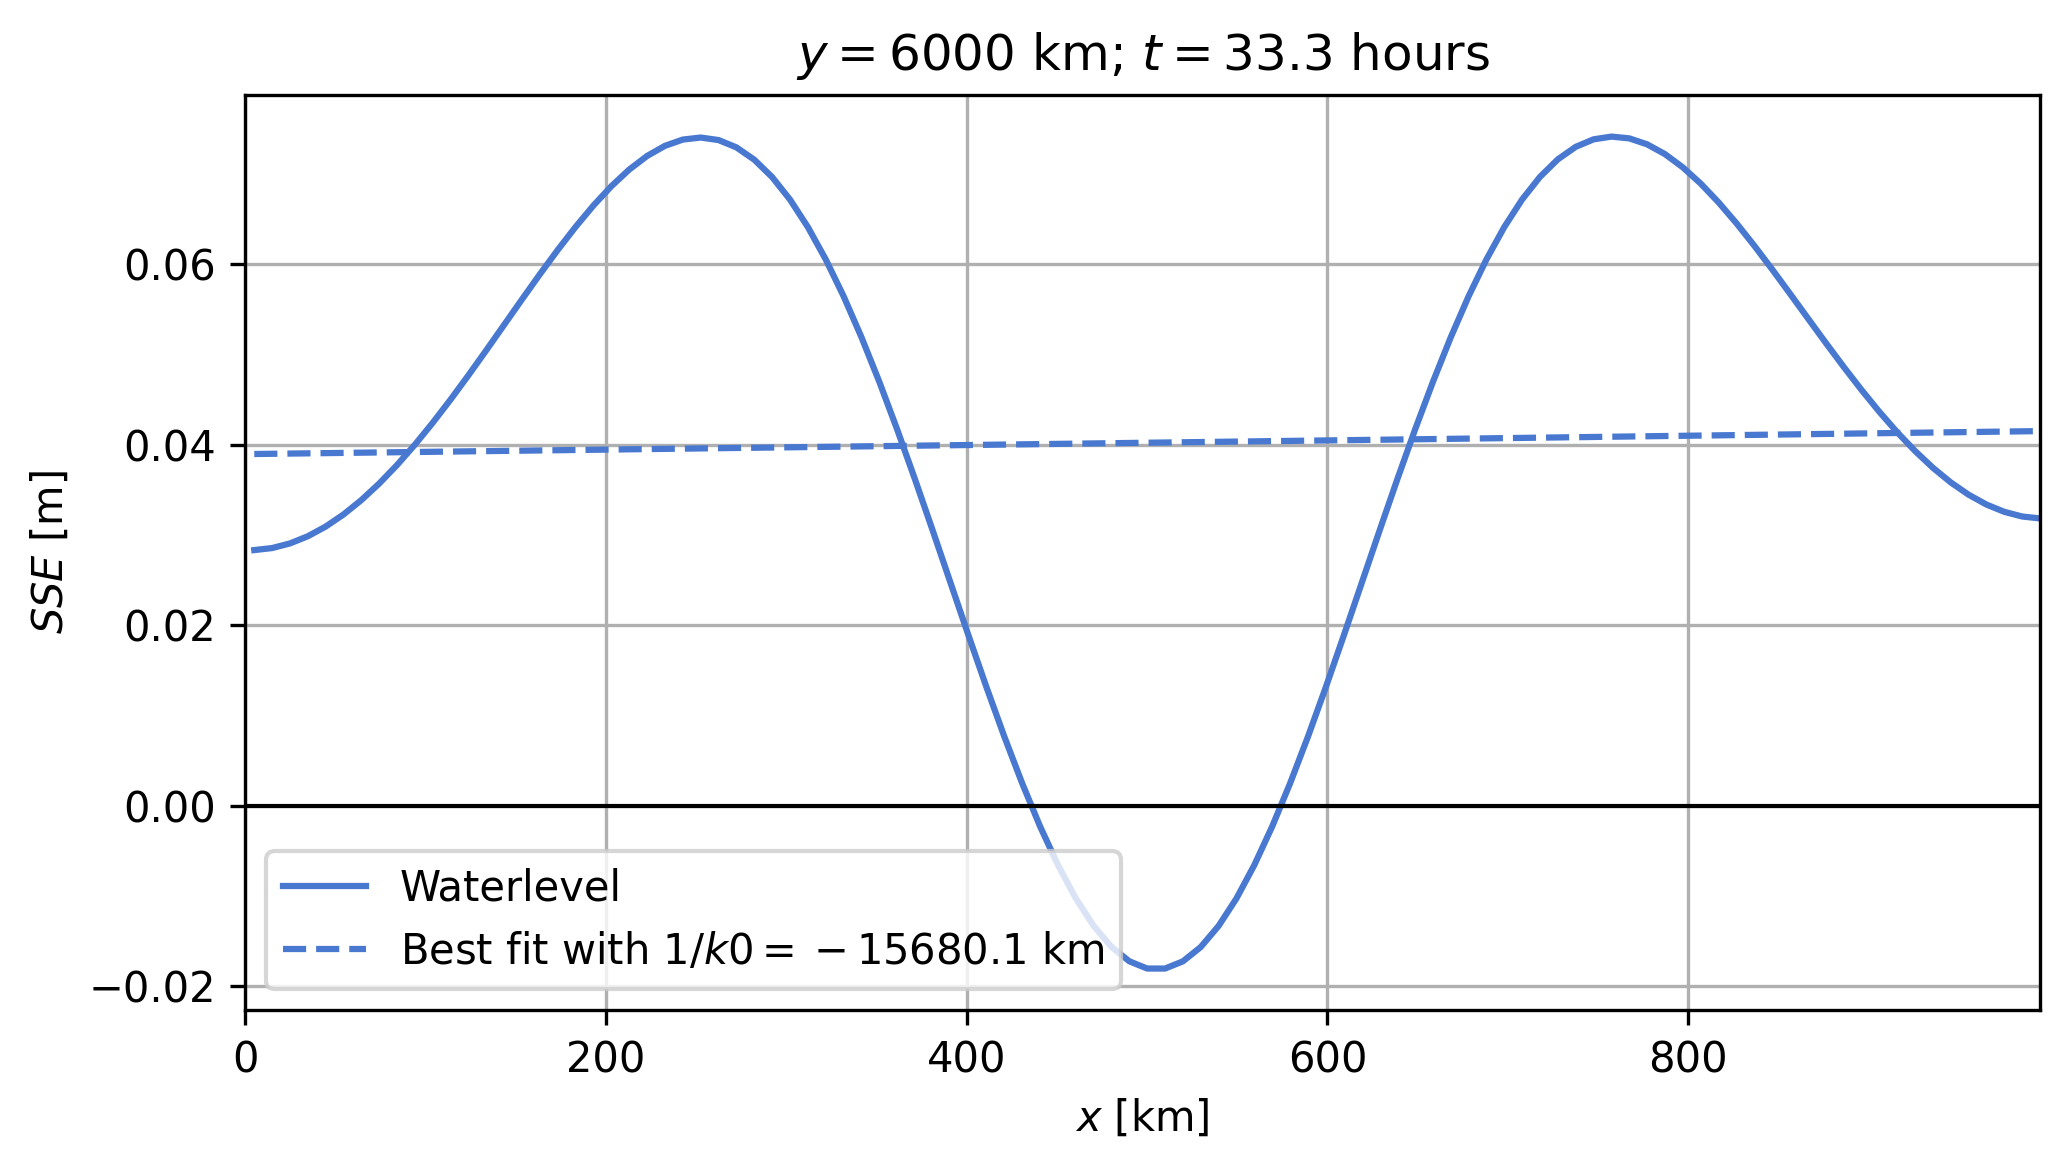 y = 6000 km; t = 33.3 hours
SSE [m]
0.06
0.04
0.02
0.00
−0.02
Waterlevel
Best fit with 1/k0 = −15680.1 km
0 200 400 600 800
x [km]